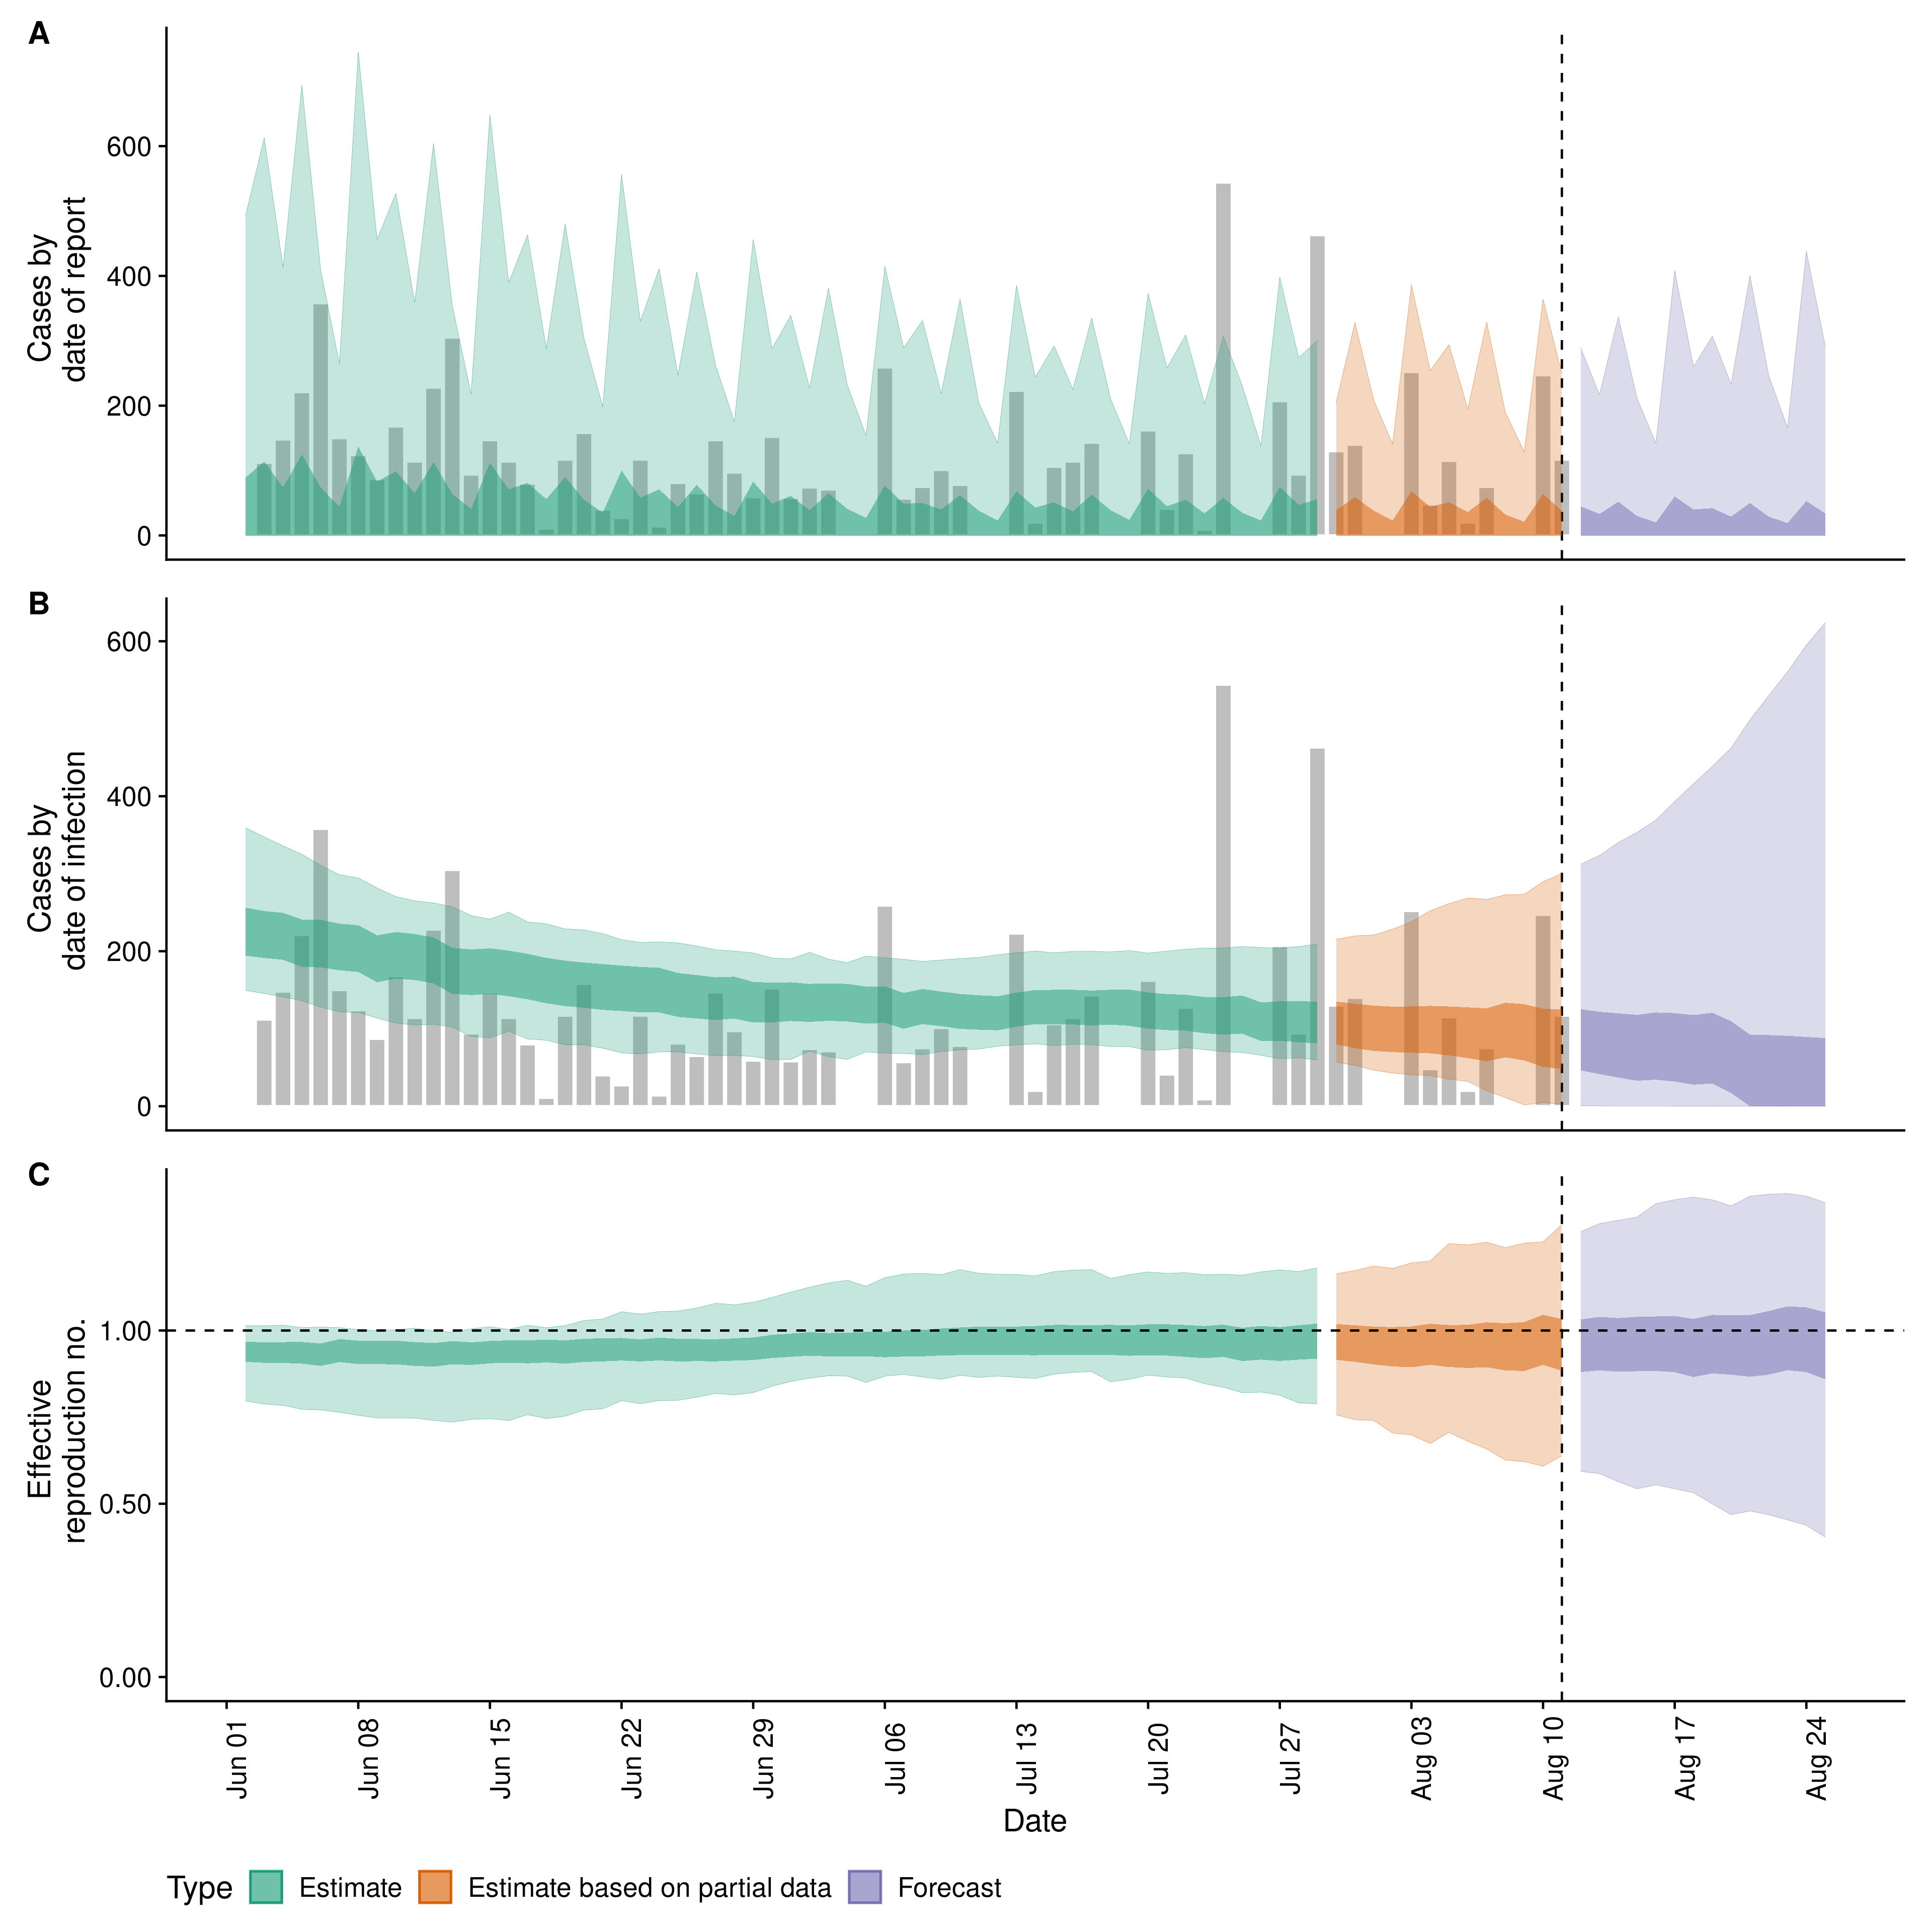 A
Cases by
date of report
600
400
200
0
B
Cases by
date of infection
600
400
200
0
C
Effective
reproduction no.
1.00
0.50
0.00
Jun 01
Jun 08
Jun 15
Jun 22
Jun 29
Jul 06
Jul 13
Jul 20
Jul 27
Aug 03
Aug 10
Aug 17
Aug 24
Date
Type Estimate Estimate based on partial data Forecast